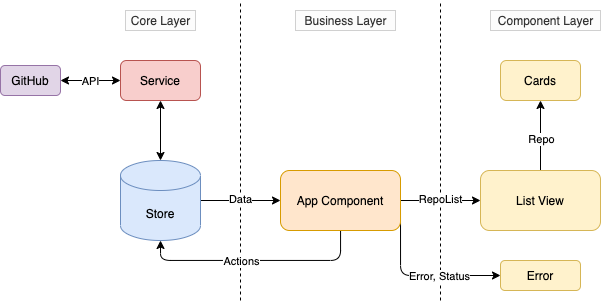 Core Layer
Business Layer
Component Layer
GitHub
API
Service
Cards
Repo
Store
Data
App Component
RepoList
List View
Actions
Error, Status
Error